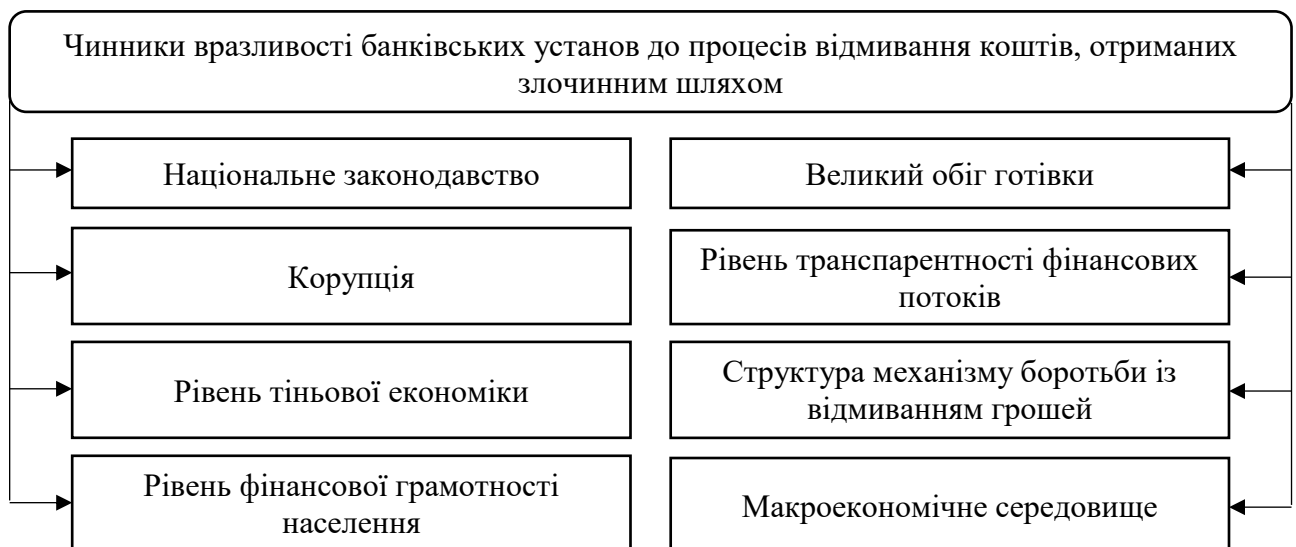 Чинники вразливості банківських установ до процесів відмивання коштів, отриманих
злочинним шляхом
Національне законодавство
Великий обіг готівки
Корупція
Рівень транспарентності фінансових
потоків
Рівень тіньової економіки
Структура механізму боротьби із
відмиванням грошей
Рівень фінансової грамотності
населення
Макроекономічне середовище